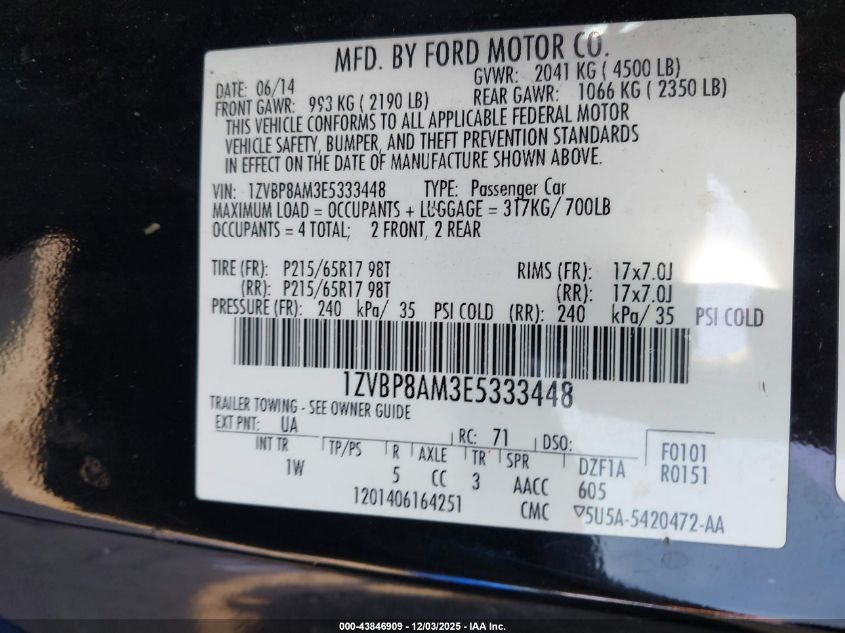 MFD. BY FORD MOTOR CO.
DATE: 06/14 GVWR: 2041 KG ( 4500 LB)
FRONT GAWR: 993 KG ( 2190 LB) REAR GAWR: 1066 KG ( 2350 LB)
THIS VEHICLE CONFORMS TO ALL APPLICABLE FEDERAL MOTOR
VEHICLE SAFETY, BUMPER, AND THEFT PREVENTION STANDARDS
IN EFFECT ON THE DATE OF MANUFACTURE SHOWN ABOVE.
VIN: 1ZVBP8AM3E5333448 TYPE: Passenger Car
MAXIMUM LOAD = OCCUPANTS + LUGGAGE = 317KG/ 700LB
OCCUPANTS = 4 TOTAL; 2 FRONT, 2 REAR
TIRE (FR): P215/65R17 98T RIMS (FR): 17x7.0J
(RR): P215/65R17 98T (RR): 17x7.0J
PRESSURE (FR): 240 kPa/ 35 PSI COLD (RR): 240 kPa/ 35 PSI COLD
1ZVBP8AM3E5333448
TRAILER TOWING - SEE OWNER GUIDE
EXT PNT: UA RC: 71 DSO: F0101
INT TR TP/PS R AXLE TR SPR DZF1A R0151
1W 5 CC 3 AACC 605
1201406164251 CMC ▽5U5A-5420472-AA
000-43846909 - 12/03/2025 - IAA Inc.